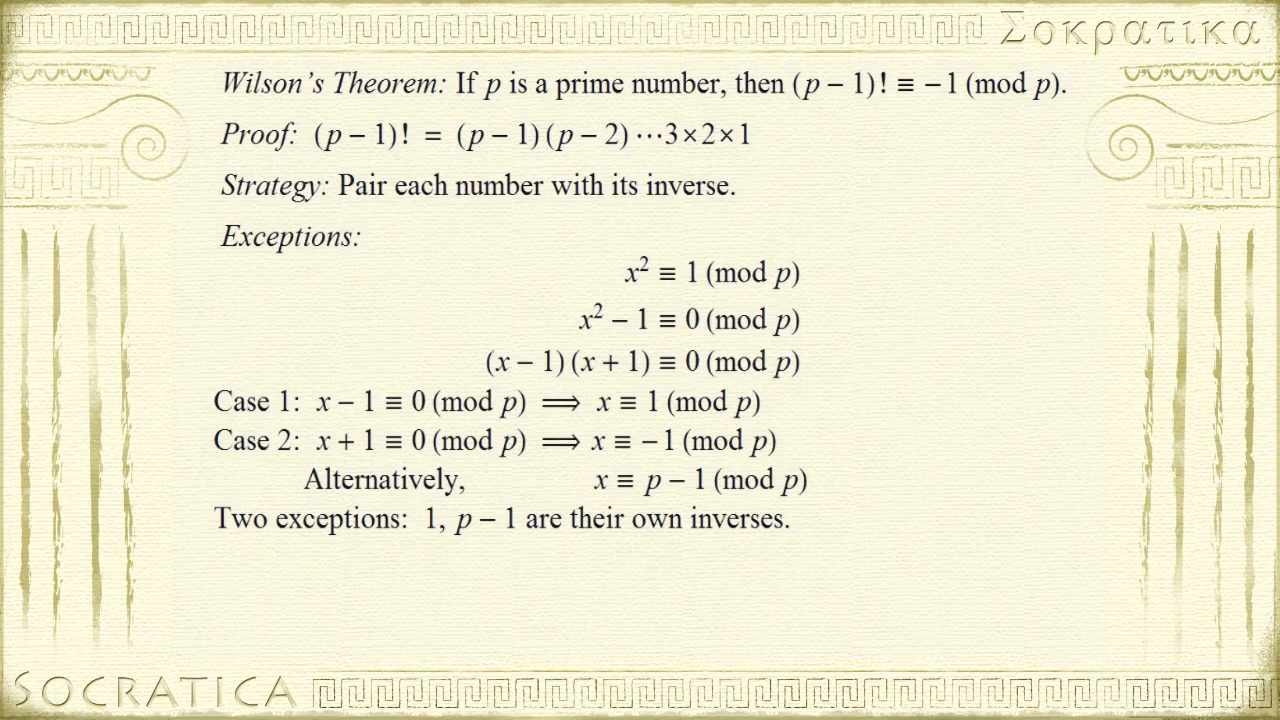 Σοκρατικα
Wilson's Theorem: If p is a prime number, then (p − 1)! ≡ −1 (mod p).
Proof: (p − 1)! = (p − 1)(p − 2)⋯3×2×1
Strategy: Pair each number with its inverse.
Exceptions:
x² ≡ 1 (mod p)
x² − 1 ≡ 0 (mod p)
(x − 1)(x + 1) ≡ 0 (mod p)
Case 1: x − 1 ≡ 0 (mod p) ⟹ x ≡ 1 (mod p)
Case 2: x + 1 ≡ 0 (mod p) ⟹ x ≡ −1 (mod p)
Alternatively, x ≡ p − 1 (mod p)
Two exceptions: 1, p − 1 are their own inverses.
SOCRATICA